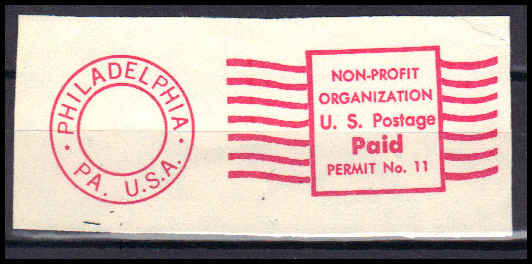 · PHILADELPHIA ·
PA. U.S.A.
NON-PROFIT
ORGANIZATION
U. S. Postage
Paid
PERMIT No. 11